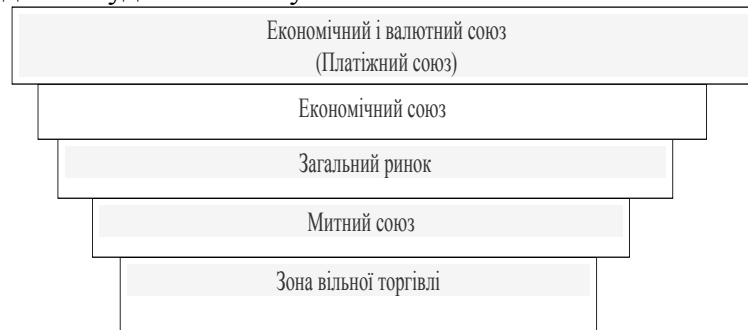 Економічний і валютний союз
(Платіжний союз)
Економічний союз
Загальний ринок
Митний союз
Зона вільної торгівлі